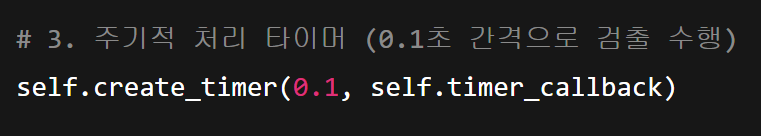 # 3. 주기적 처리 타이머 (0.1초 간격으로 검출 수행)
self.create_timer(0.1, self.timer_callback)